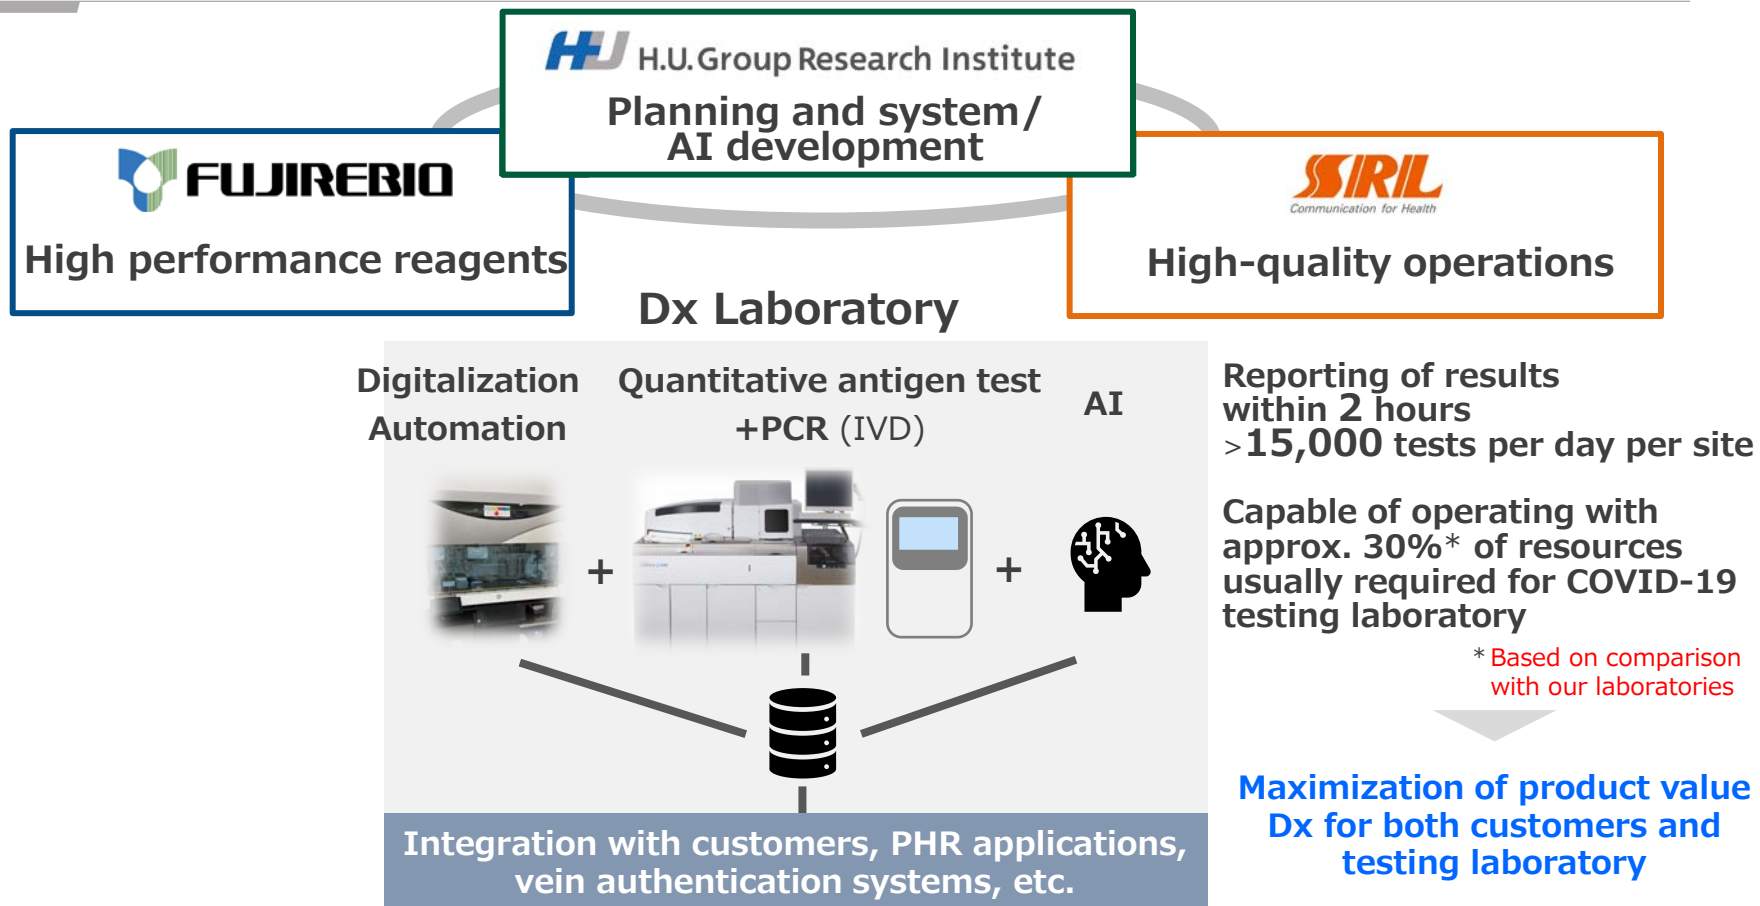 HU H.U. Group Research Institute
Planning and system/
AI development
FUJIREBIO
High performance reagents
SRL
Communication for Health
High-quality operations
Dx Laboratory
Digitalization
Automation
Quantitative antigen test
+PCR (IVD)
AI
+
+
Reporting of results
within 2 hours
>15,000 tests per day per site
Capable of operating with
approx. 30%* of resources
usually required for COVID-19
testing laboratory
* Based on comparison
with our laboratories
Maximization of product value
Dx for both customers and
testing laboratory
Integration with customers, PHR applications,
vein authentication systems, etc.